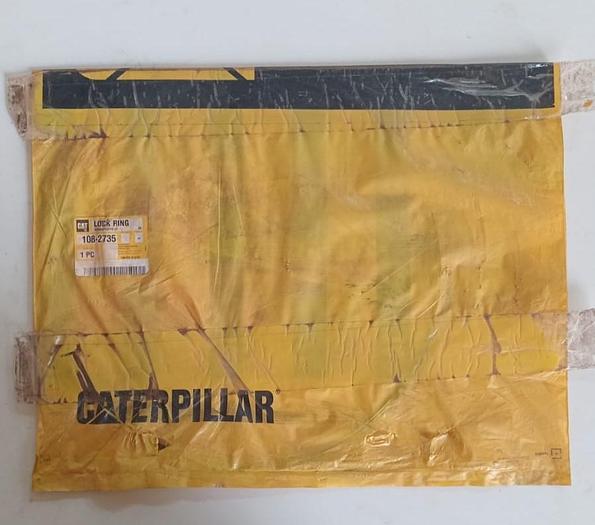 CAT LOCK RING
108-2735
1 PC
CATERPILLAR®